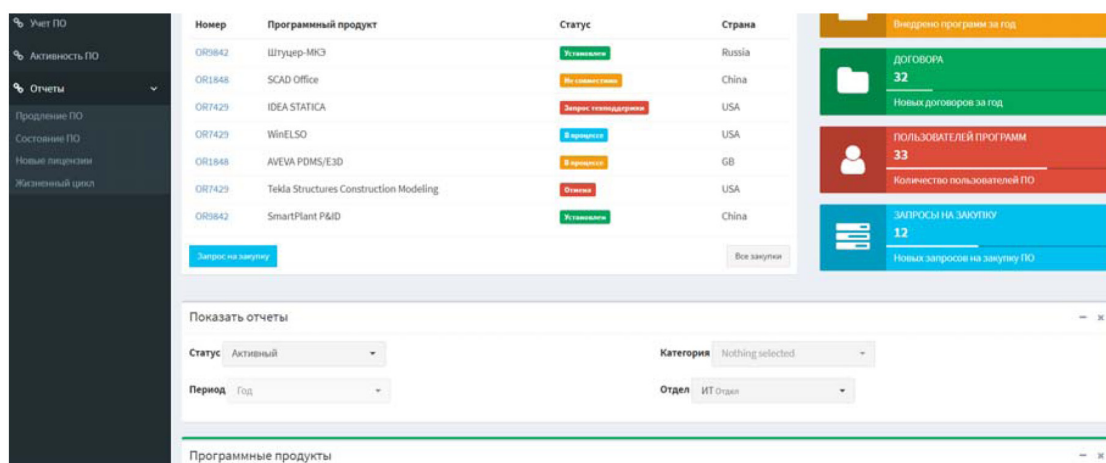 Учет ПО
Активность ПО
Отчеты
Продление ПО
Состояние ПО
Новые лицензии
Жизненный цикл
Номер Программный продукт Статус Страна
OR9842 Штуцер-МКЭ Установлен Russia
OR1848 SCAD Office Не совместимо China
OR7429 IDEA STATICA Запрос техподдержки USA
OR7429 WinELSO В процессе USA
OR1848 AVEVA PDMS/E3D В процессе GB
OR7429 Tekla Structures Construction Modeling Отмена USA
OR9842 SmartPlant P&ID Установлен China
Запрос на закупку Все закупки
Внедрено программ за год
ДОГОВОРА
32
Новых договоров за год
ПОЛЬЗОВАТЕЛЕЙ ПРОГРАММ
33
Количество пользователей ПО
ЗАПРОСЫ НА ЗАКУПКУ
12
Новых запросов на закупку ПО
Показать отчеты
Статус Активный Категория Nothing selected
Период Год Отдел ИТ Отдел
Программные продукты